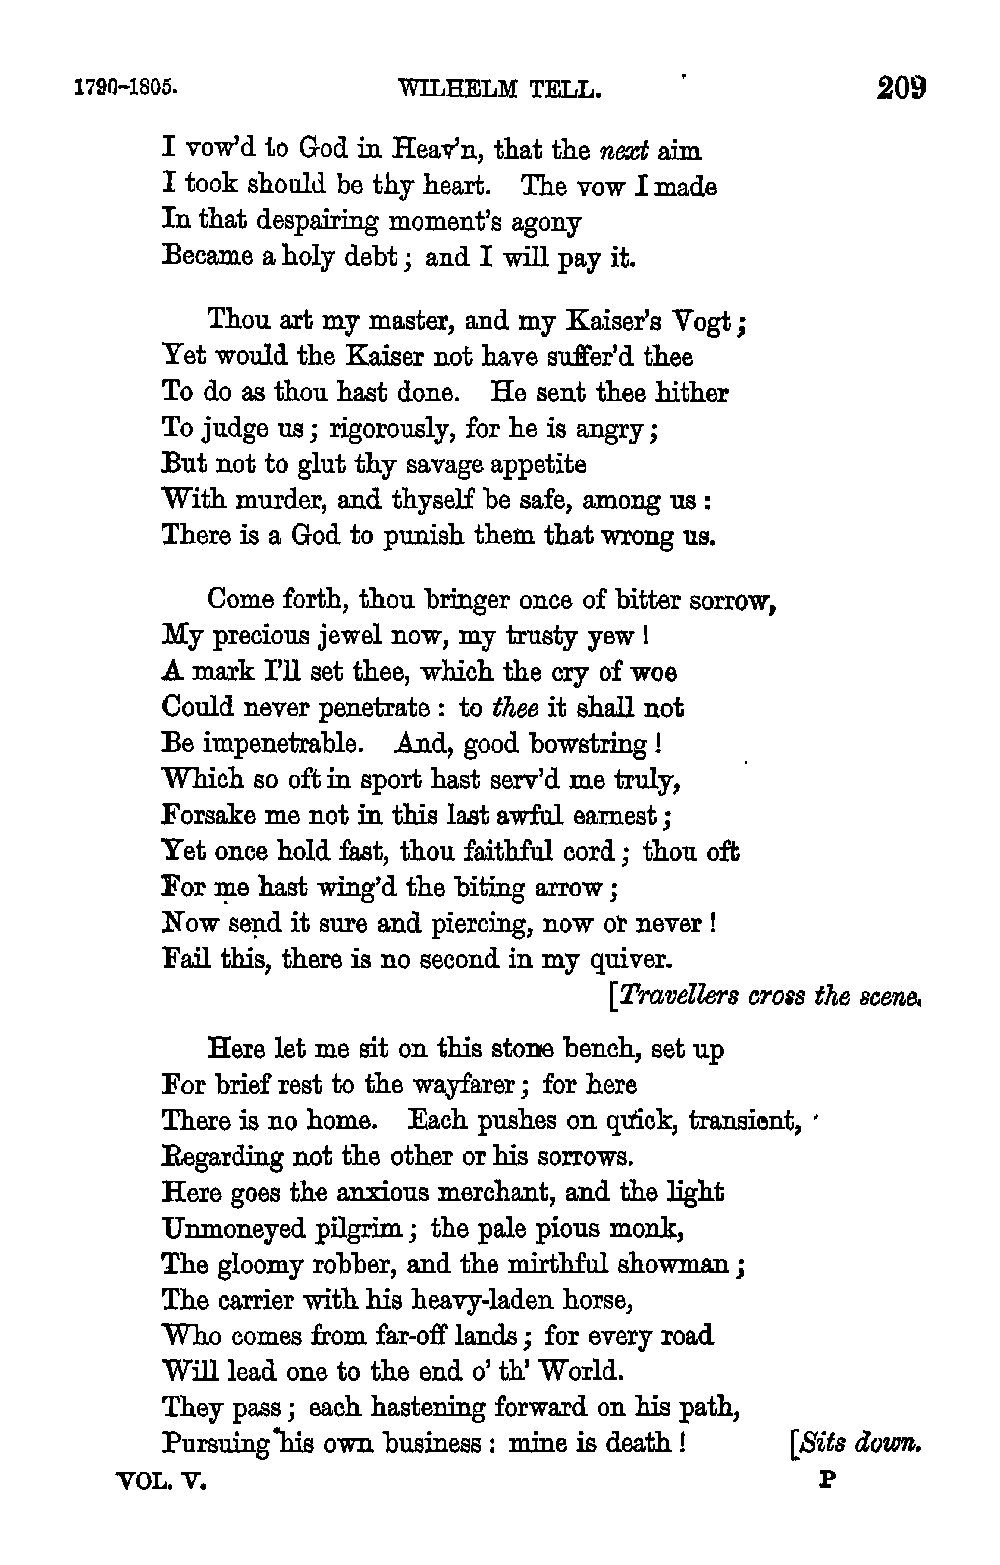 1790-1805. WILHELM TELL. 209
I vow'd to God in Heav'n, that the next aim
I took should be thy heart. The vow I made
In that despairing moment's agony
Became a holy debt; and I will pay it.
Thou art my master, and my Kaiser's Vogt;
Yet would the Kaiser not have suffer'd thee
To do as thou hast done. He sent thee hither
To judge us; rigorously, for he is angry;
But not to glut thy savage appetite
With murder, and thyself be safe, among us:
There is a God to punish them that wrong us.
Come forth, thou bringer once of bitter sorrow,
My precious jewel now, my trusty yew!
A mark I'll set thee, which the cry of woe
Could never penetrate: to thee it shall not
Be impenetrable. And, good bowstring!
Which so oft in sport hast serv'd me truly,
Forsake me not in this last awful earnest;
Yet once hold fast, thou faithful cord; thou oft
For me hast wing'd the biting arrow;
Now send it sure and piercing, now or never!
Fail this, there is no second in my quiver.
[Travellers cross the scene.
Here let me sit on this stone bench, set up
For brief rest to the wayfarer; for here
There is no home. Each pushes on quick, transient,
Regarding not the other or his sorrows.
Here goes the anxious merchant, and the light
Unmoneyed pilgrim; the pale pious monk,
The gloomy robber, and the mirthful showman;
The carrier with his heavy-laden horse,
Who comes from far-off lands; for every road
Will lead one to the end o' th' World.
They pass; each hastening forward on his path,
Pursuing his own business: mine is death! [Sits down.
VOL. V. P